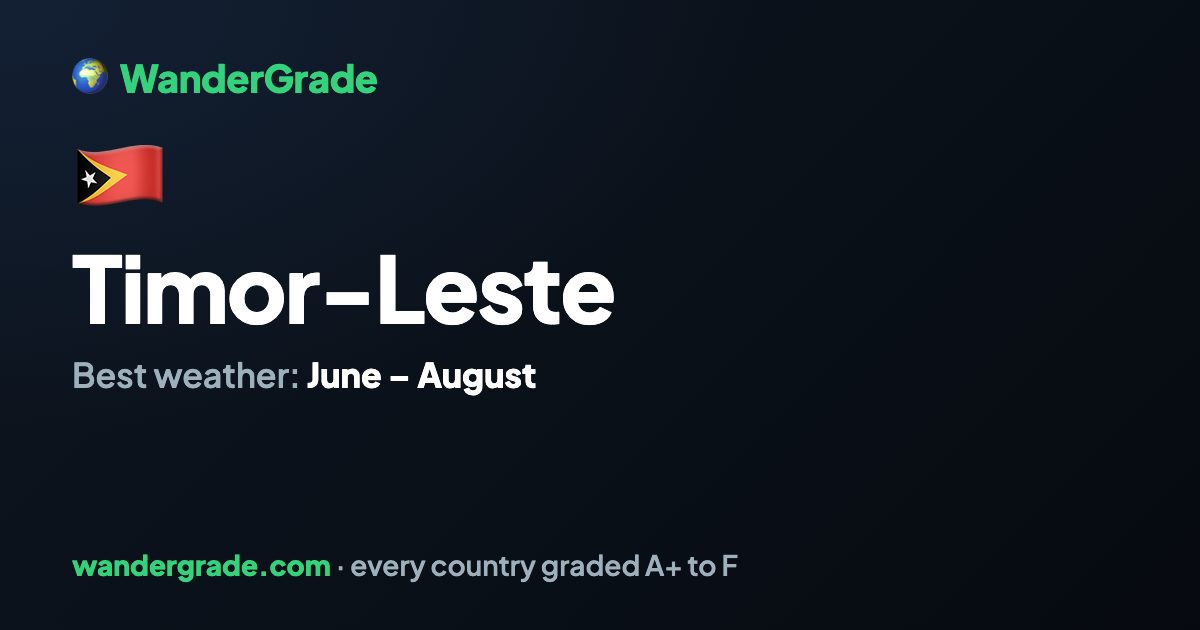 WanderGrade
Timor-Leste
Best weather: June – August
wandergrade.com · every country graded A+ to F